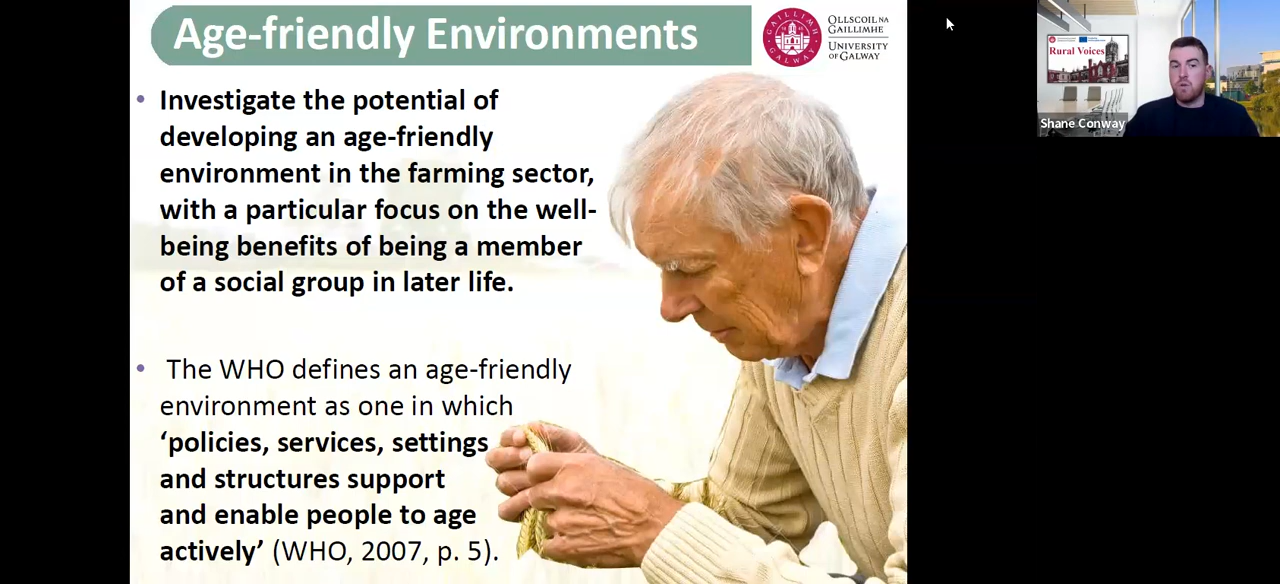 Age-friendly Environments
OLLSCOIL NA
GAILLIMHE
UNIVERSITY
OF GALWAY
• Investigate the potential of
developing an age-friendly
environment in the farming sector,
with a particular focus on the well-
being benefits of being a member
of a social group in later life.
• The WHO defines an age-friendly
environment as one in which
‘policies, services, settings
and structures support
and enable people to age
actively’ (WHO, 2007, p. 5).
Rural Voices
Shane Conway